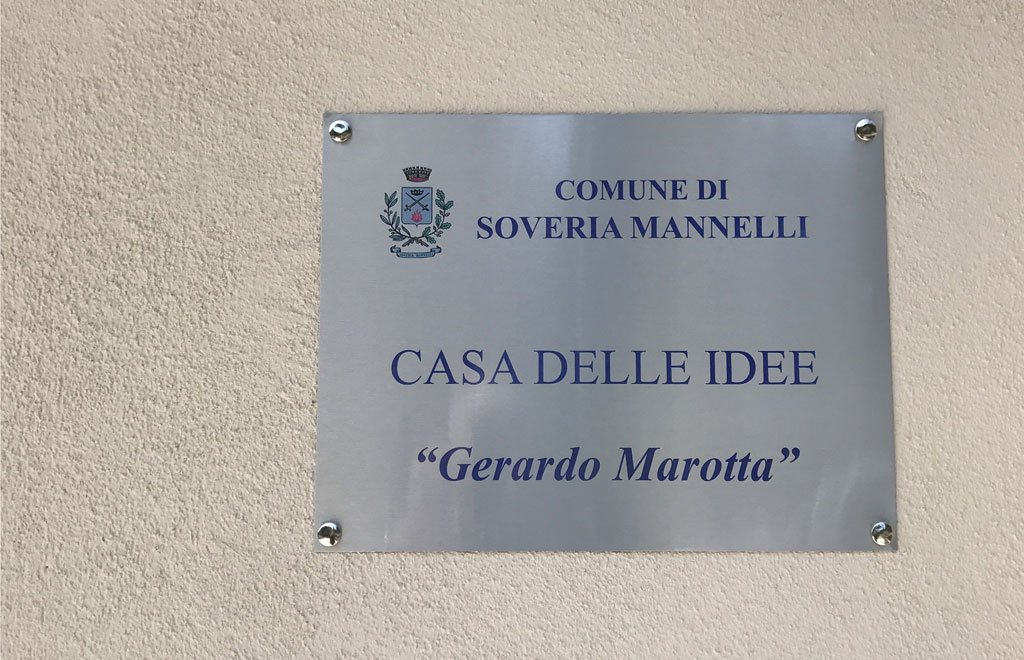 COMUNE DI
SOVERIA MANNELLI
CASA DELLE IDEE
“Gerardo Marotta”